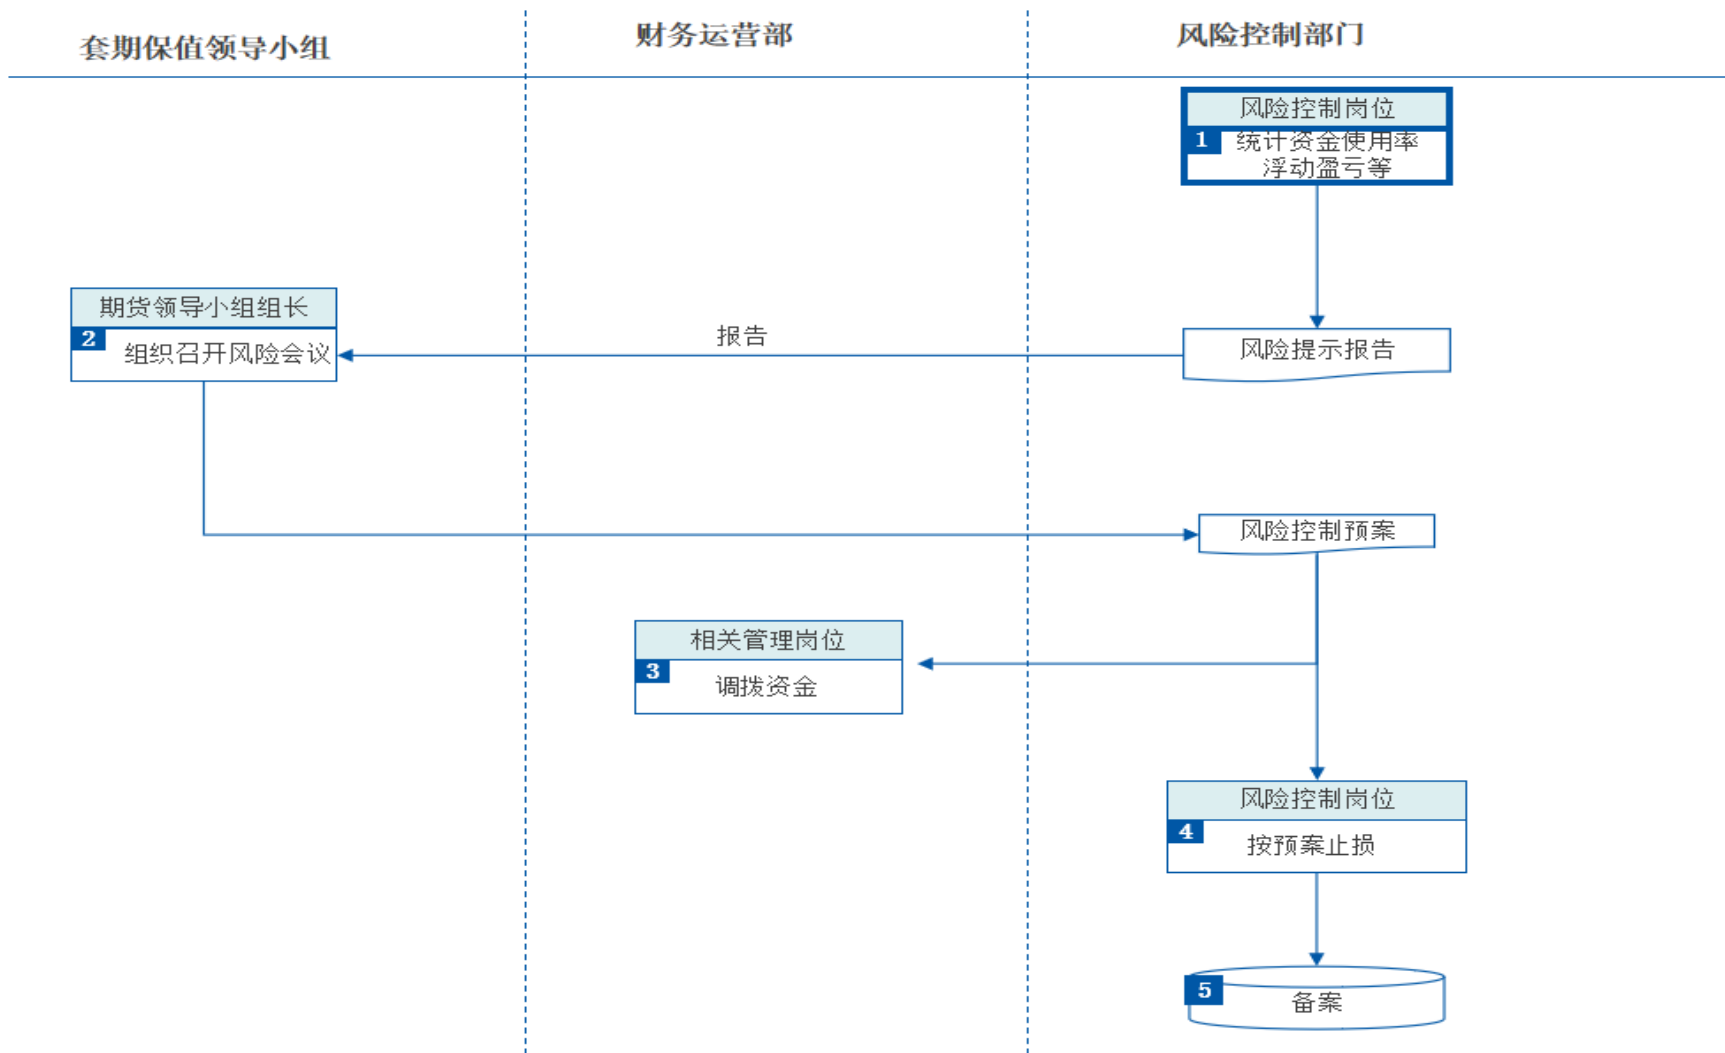 套期保值领导小组
财务运营部
风险控制部门
风险控制岗位
1
统计资金使用率
浮动盈亏等
期货领导小组组长
2
组织召开风险会议
报告
风险提示报告
风险控制预案
相关管理岗位
3
调拨资金
风险控制岗位
4
按预案止损
5
备案